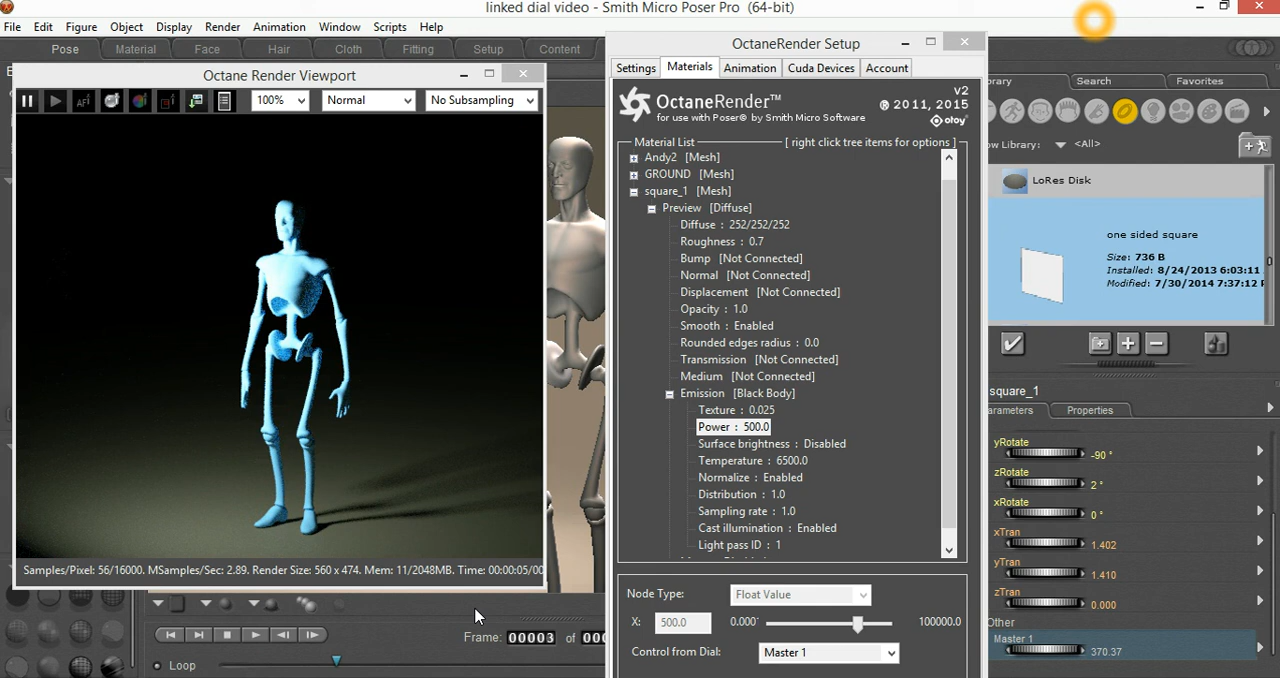 linked dial video - Smith Micro Poser Pro (64-bit)
File Edit Figure Object Display Render Animation Window Scripts Help
Pose Material Face Hair Cloth Fitting Setup Content
Octane Render Viewport
100% Normal No Subsampling
Samples/Pixel: 56/16000. MSamples/Sec: 2.89. Render Size: 560 x 474. Mem: 11/2048MB. Time: 00:00:05/00
Frame: 00003 of 000
Loop
OctaneRender Setup
Settings Materials Animation Cuda Devices Account
OctaneRender™
for use with Poser® by Smith Micro Software
V2
® 2011, 2015
otoy
Material List [ right click tree items for options ]
Andy2 [Mesh]
GROUND [Mesh]
square_1 [Mesh]
Preview [Diffuse]
Diffuse : 252/252/252
Roughness : 0.7
Bump [Not Connected]
Normal [Not Connected]
Displacement [Not Connected]
Opacity : 1.0
Smooth : Enabled
Rounded edges radius : 0.0
Transmission [Not Connected]
Medium [Not Connected]
Emission [Black Body]
Texture : 0.025
Power : 500.0
Surface brightness : Disabled
Temperature : 6500.0
Normalize : Enabled
Distribution : 1.0
Sampling rate : 1.0
Cast illumination : Enabled
Light pass ID : 1
Node Type: Float Value
X: 500.0 0.000 100000.0
Control from Dial: Master 1
brary Search Favorites
ow Library: <All>
LoRes Disk
one sided square
Size: 736 B
Installed: 8/24/2013 6:03:11
Modified: 7/30/2014 7:37:12
square_1
arameters Properties
yRotate
-90 °
zRotate
2 °
xRotate
0 °
xTran
1.402
yTran
1.410
zTran
0.000
Other
Master 1
370.37